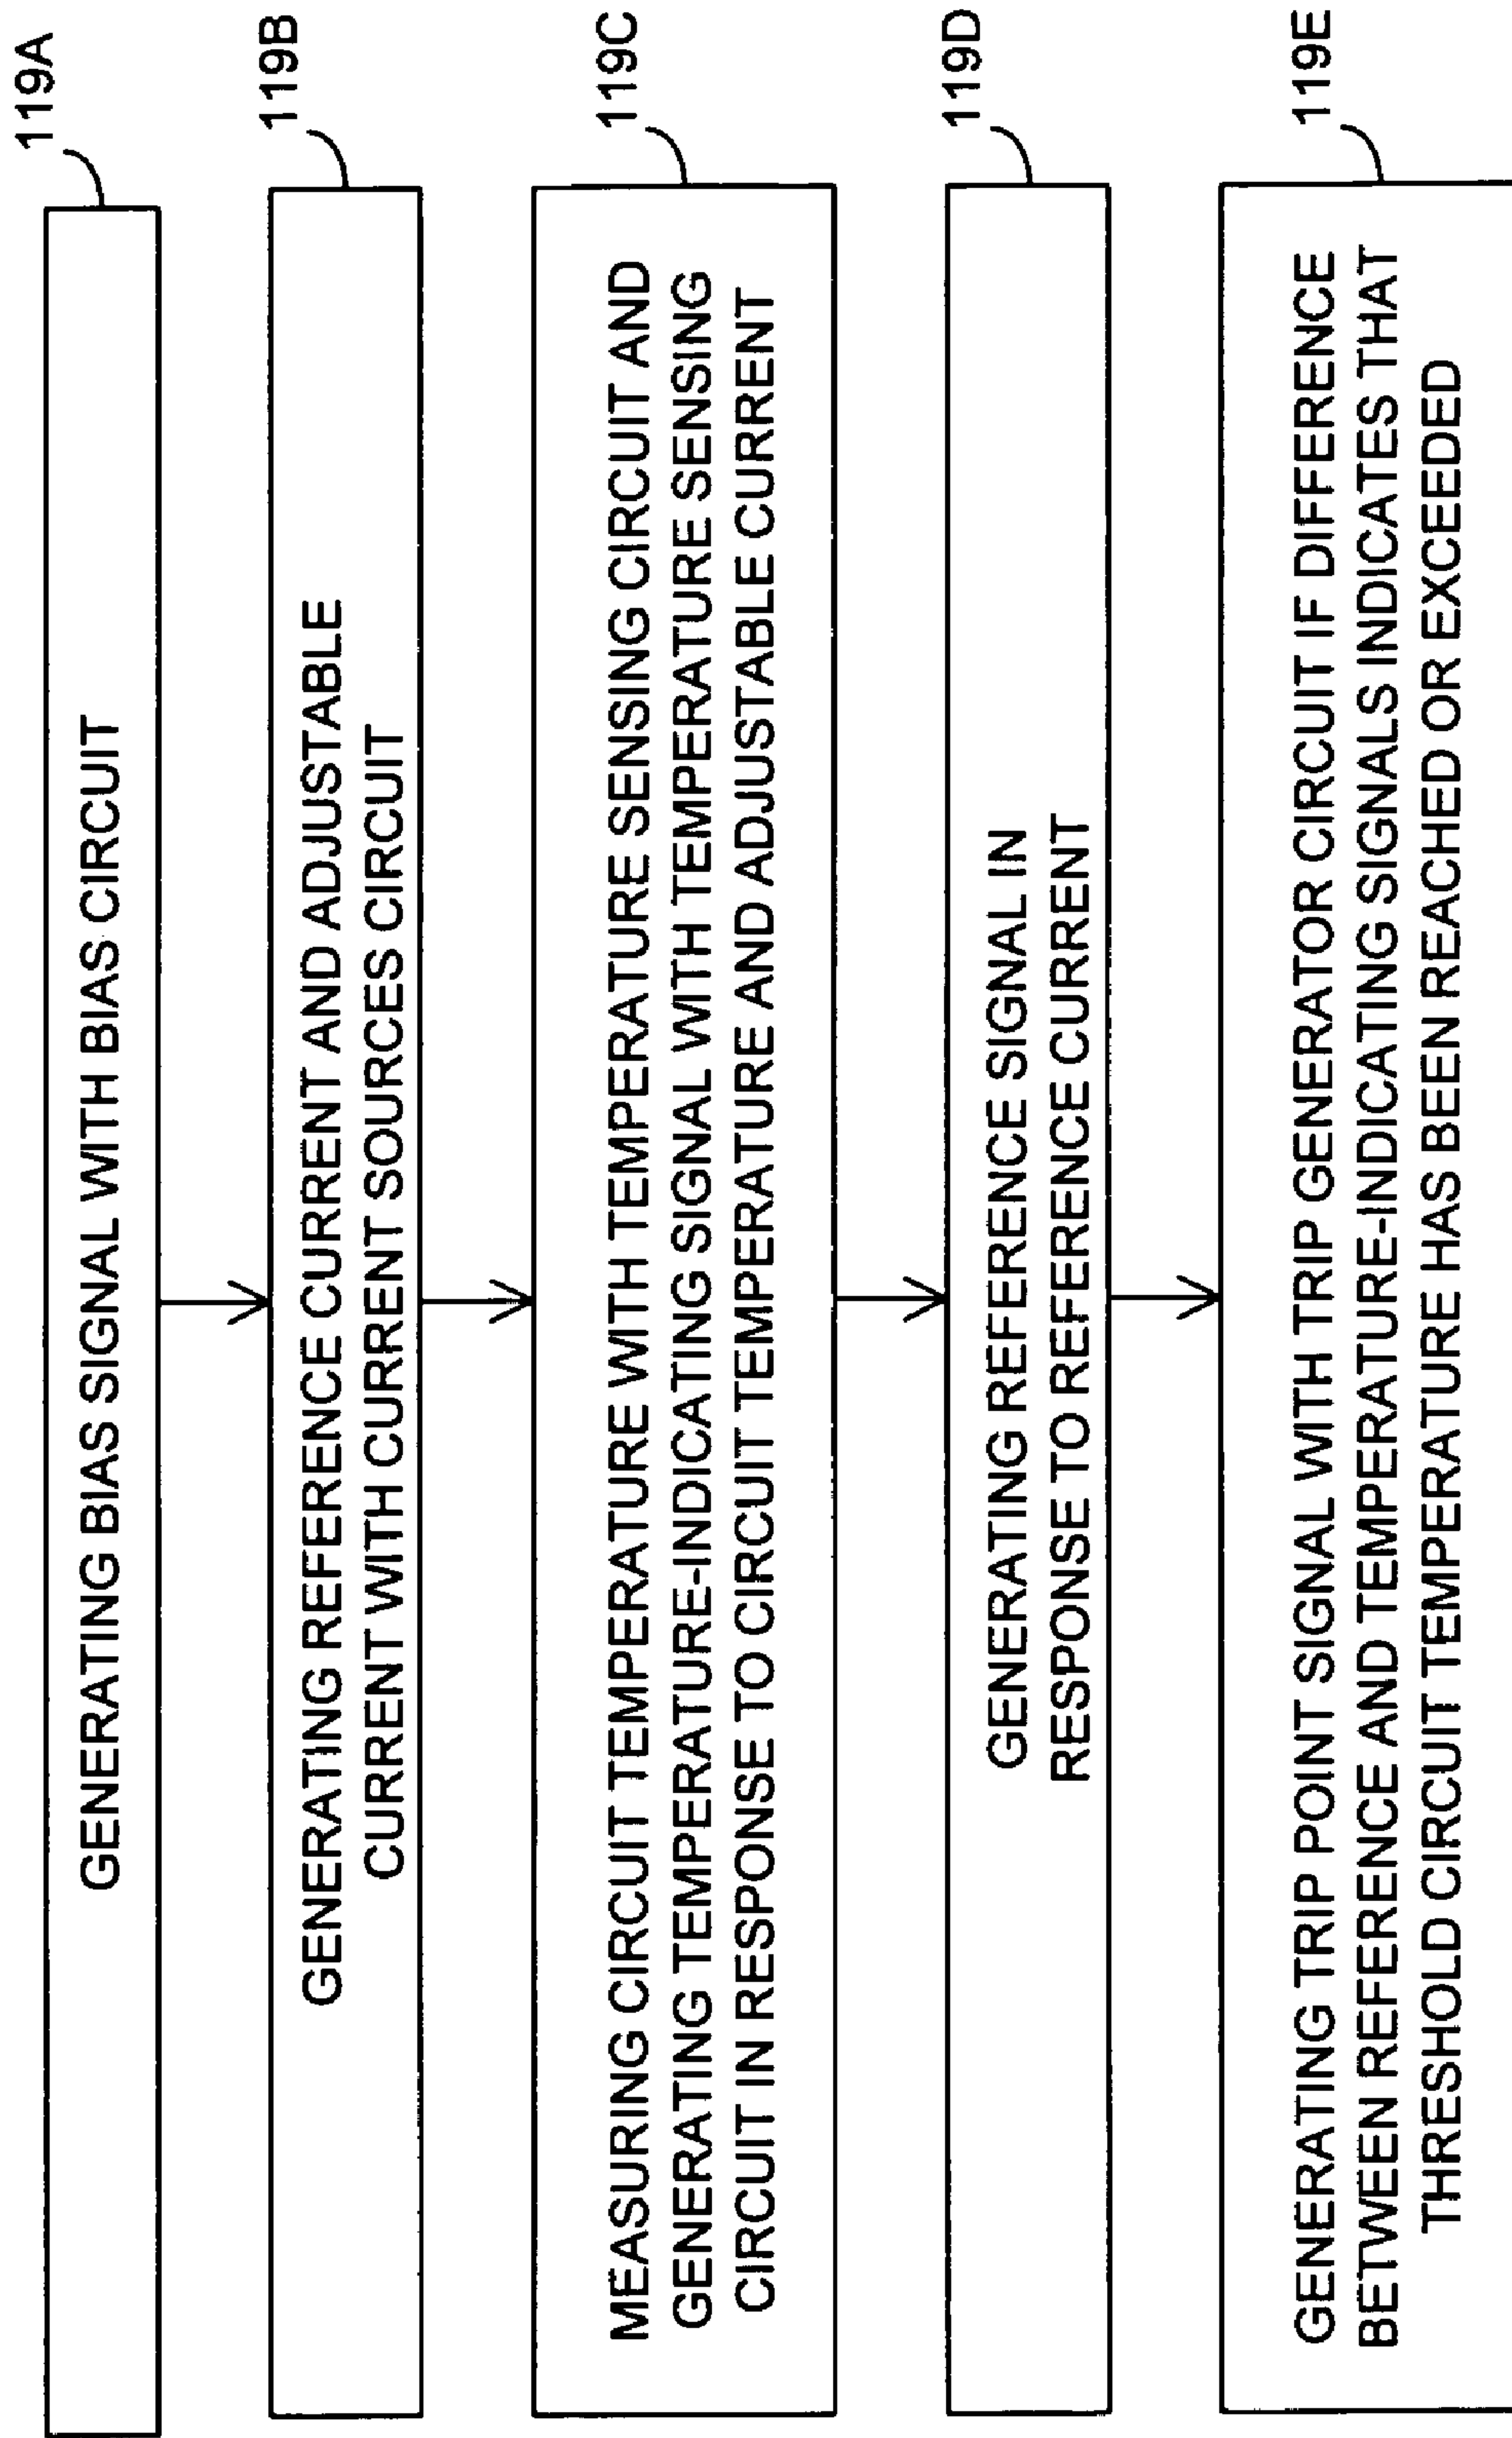 119A
GENERATING BIAS SIGNAL WITH BIAS CIRCUIT
119B
GENERATING REFERENCE CURRENT AND ADJUSTABLE
CURRENT WITH CURRENT SOURCES CIRCUIT
119C
MEASURING CIRCUIT TEMPERATURE WITH TEMPERATURE SENSING CIRCUIT AND
GENERATING TEMPERATURE-INDICATING SIGNAL WITH TEMPERATURE SENSING
CIRCUIT IN RESPONSE TO CIRCUIT TEMPERATURE AND ADJUSTABLE CURRENT
119D
GENERATING REFERENCE SIGNAL IN
RESPONSE TO REFERENCE CURRENT
119E
GENERATING TRIP POINT SIGNAL WITH TRIP GENERATOR CIRCUIT IF DIFFERENCE
BETWEEN REFERENCE AND TEMPERATURE-INDICATING SIGNALS INDICATES THAT
THRESHOLD CIRCUIT TEMPERATURE HAS BEEN REACHED OR EXCEEDED